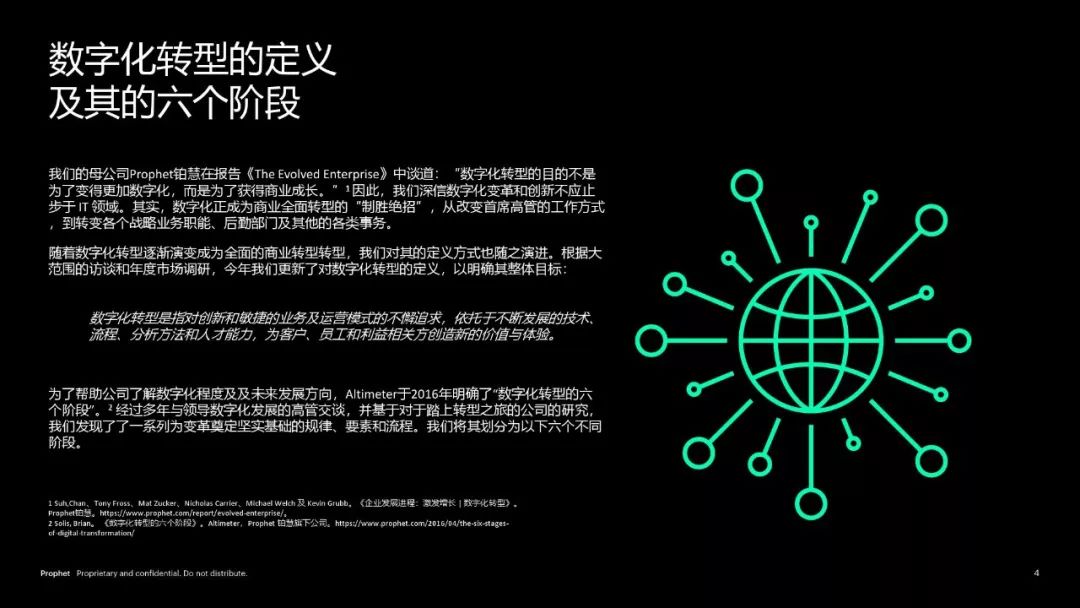 数字化转型的定义
及其的六个阶段
我们的母公司Prophet铂慧在报告《The Evolved Enterprise》中谈道：“数字化转型的目的不是
为了变得更加数字化，而是为了获得商业成长。”¹ 因此，我们深信数字化变革和创新不应止
步于 IT 领域。其实，数字化正成为商业全面转型的“制胜绝招”，从改变首席高管的工作方式
，到转变各个战略业务职能、后勤部门及其他的各类事务。
随着数字化转型逐渐演变成为全面的商业转型转型，我们对其的定义方式也随之演进。根据大
范围的访谈和年度市场调研，今年我们更新了对数字化转型的定义，以明确其整体目标：
数字化转型是指对创新和敏捷的业务及运营模式的不懈追求，依托于不断发展的技术、
流程、分析方法和人才能力，为客户、员工和利益相关方创造新的价值与体验。
为了帮助公司了解数字化程度及及未来发展方向，Altimeter于2016年明确了“数字化转型的六
个阶段”。² 经过多年与领导数字化发展的高管交谈，并基于对于踏上转型之旅的公司的研究，
我们发现了了一系列为变革奠定坚实基础的规律、要素和流程。我们将其划分为以下六个不同
阶段。
1 Suh,Chan、Tony Fross、Mat Zucker、Nicholas Carrier、Michael Welch 及 Kevin Grubb。《企业发展进程：激发增长 | 数字化转型》。
Prophet铂慧。https://www.prophet.com/report/evolved-enterprise/。
2 Solis, Brian。 《数字化转型的六个阶段》。Altimeter，Prophet 铂慧旗下公司。https://www.prophet.com/2016/04/the-six-stages-
of-digital-transformation/
Prophet Proprietary and confidential. Do not distribute.
4